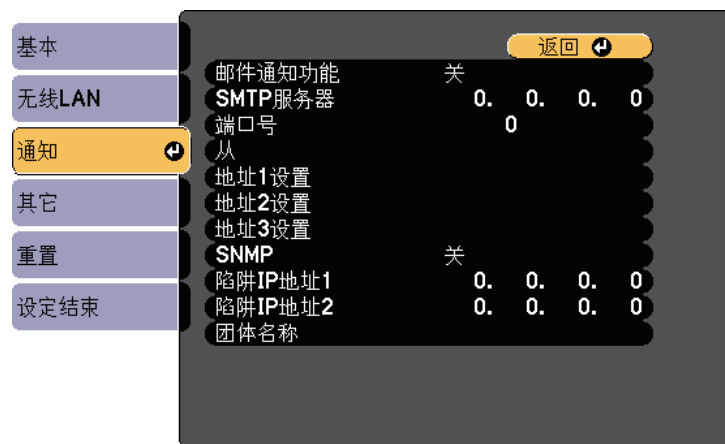 基本
无线LAN
通知
其它
重置
设定结束
返回
邮件通知功能 关
SMTP服务器 0. 0. 0. 0
端口号 0
从
地址1设置
地址2设置
地址3设置
SNMP 关
陷阱IP地址1 0. 0. 0. 0
陷阱IP地址2 0. 0. 0. 0
团体名称